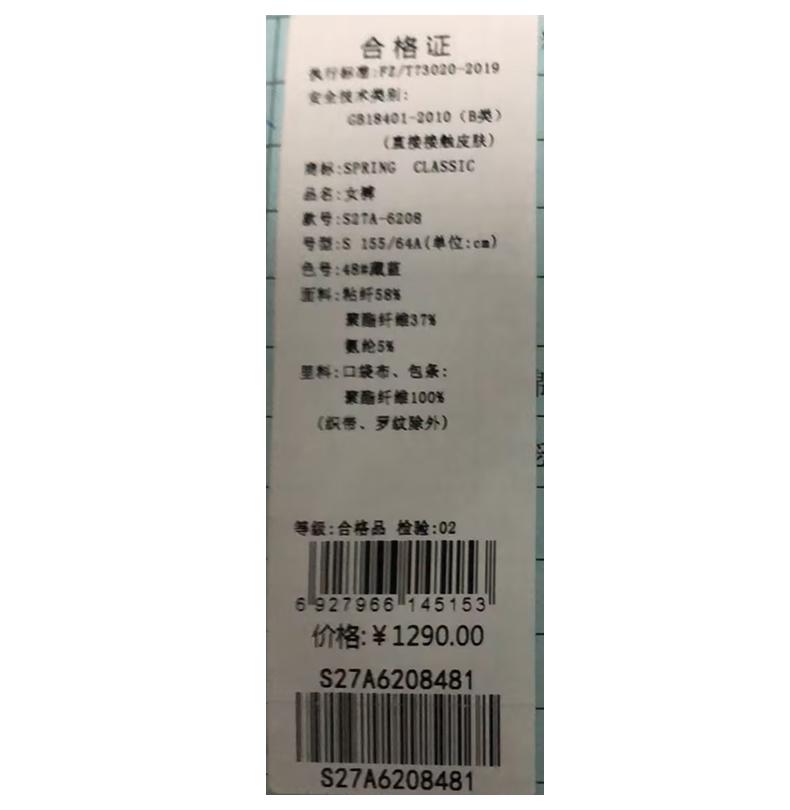 合格证
执行标准:FZ/T73020-2019
安全技术类别:
GB18401-2010（B类）
（直接接触皮肤）
商标:SPRING CLASSIC
品名:女裤
款号:S27A-6208
号型:S 155/64A(单位:cm)
色号:48#藏蓝
面料:粘纤58%
聚酯纤维37%
氨纶5%
里料:口袋布、包条:
聚酯纤维100%
（织带、罗纹除外）
等级:合格品 检验:02
6 927966 145153
价格:￥1290.00
S27A6208481
S27A6208481